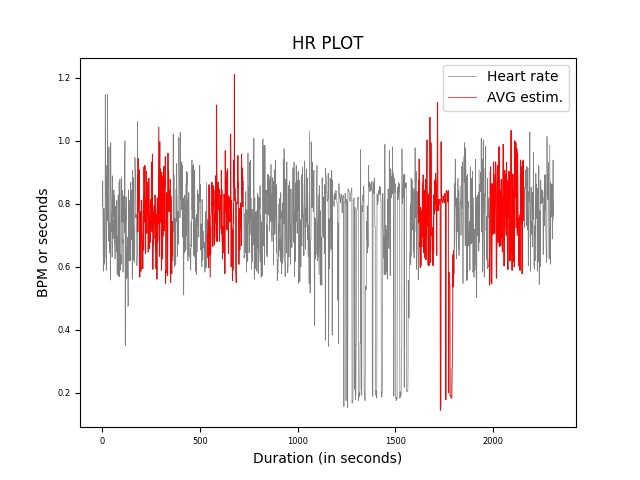 HR PLOT
Heart rate
AVG estim.
1.2
1.0
0.8
0.6
0.4
0.2
BPM or seconds
0
500
1000
1500
2000
Duration (in seconds)